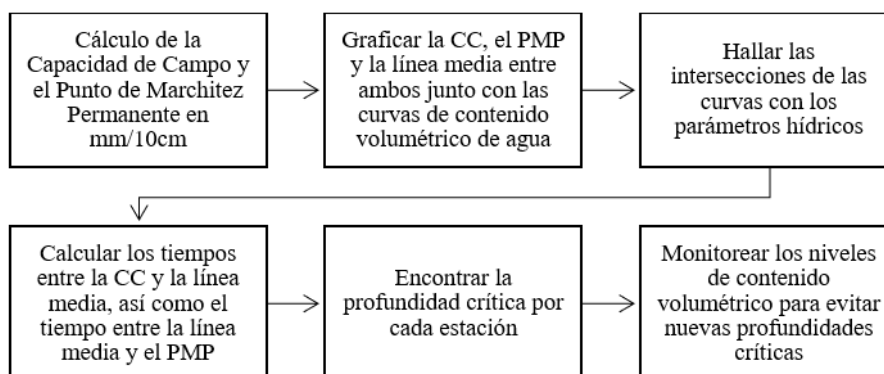 Cálculo de la
Capacidad de Campo y
el Punto de Marchitez
Permanente en
mm/10cm
Graficar la CC, el PMP
y la línea media entre
ambos junto con las
curvas de contenido
volumétrico de agua
Hallar las
intersecciones de las
curvas con los
parámetros hídricos
Calcular los tiempos
entre la CC y la línea
media, así como el
tiempo entre la línea
media y el PMP
Encontrar la
profundidad crítica por
cada estación
Monitorear los niveles
de contenido
volumétrico para evitar
nuevas profundidades
críticas